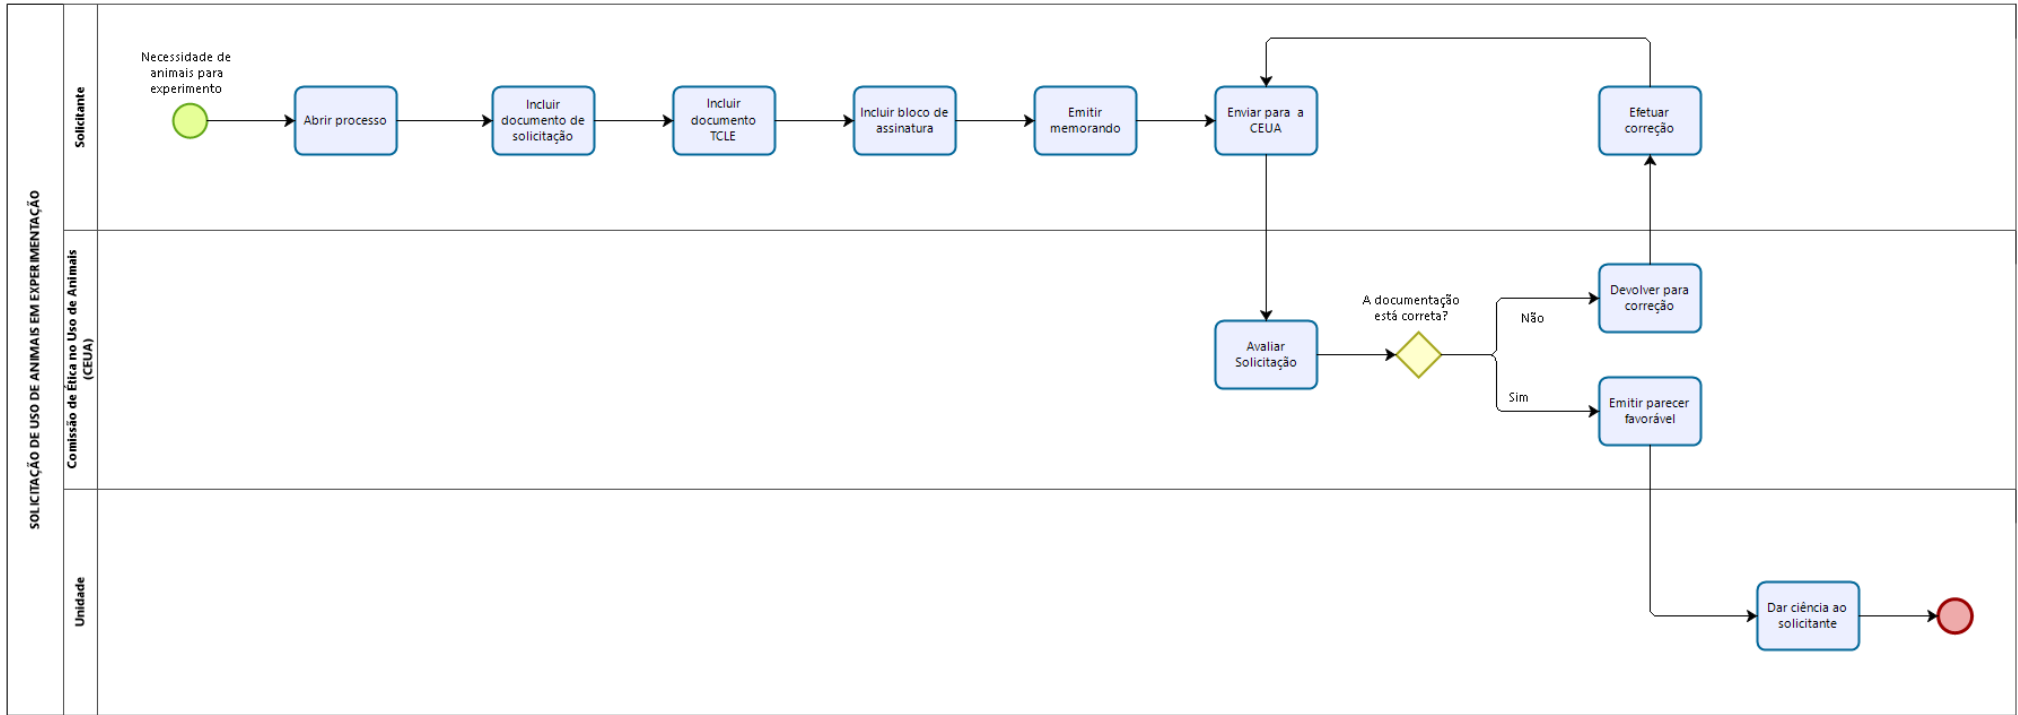 SOLICITAÇÃO DE USO DE ANIMAIS EM EXPERIMENTAÇÃO
Solicitante
Necessidade de
animais para
experimento
Abrir processo
Incluir
documento de
solicitação
Incluir
documento
TCLE
Incluir bloco de
assinatura
Emitir
memorando
Enviar para a
CEUA
Efetuar
correção
Comissão de Ética no Uso de Animais
(CEUA)
Avaliar
Solicitação
A documentação
está correta?
Não
Devolver para
correção
Sim
Emitir parecer
favorável
Unidade
Dar ciência ao
solicitante